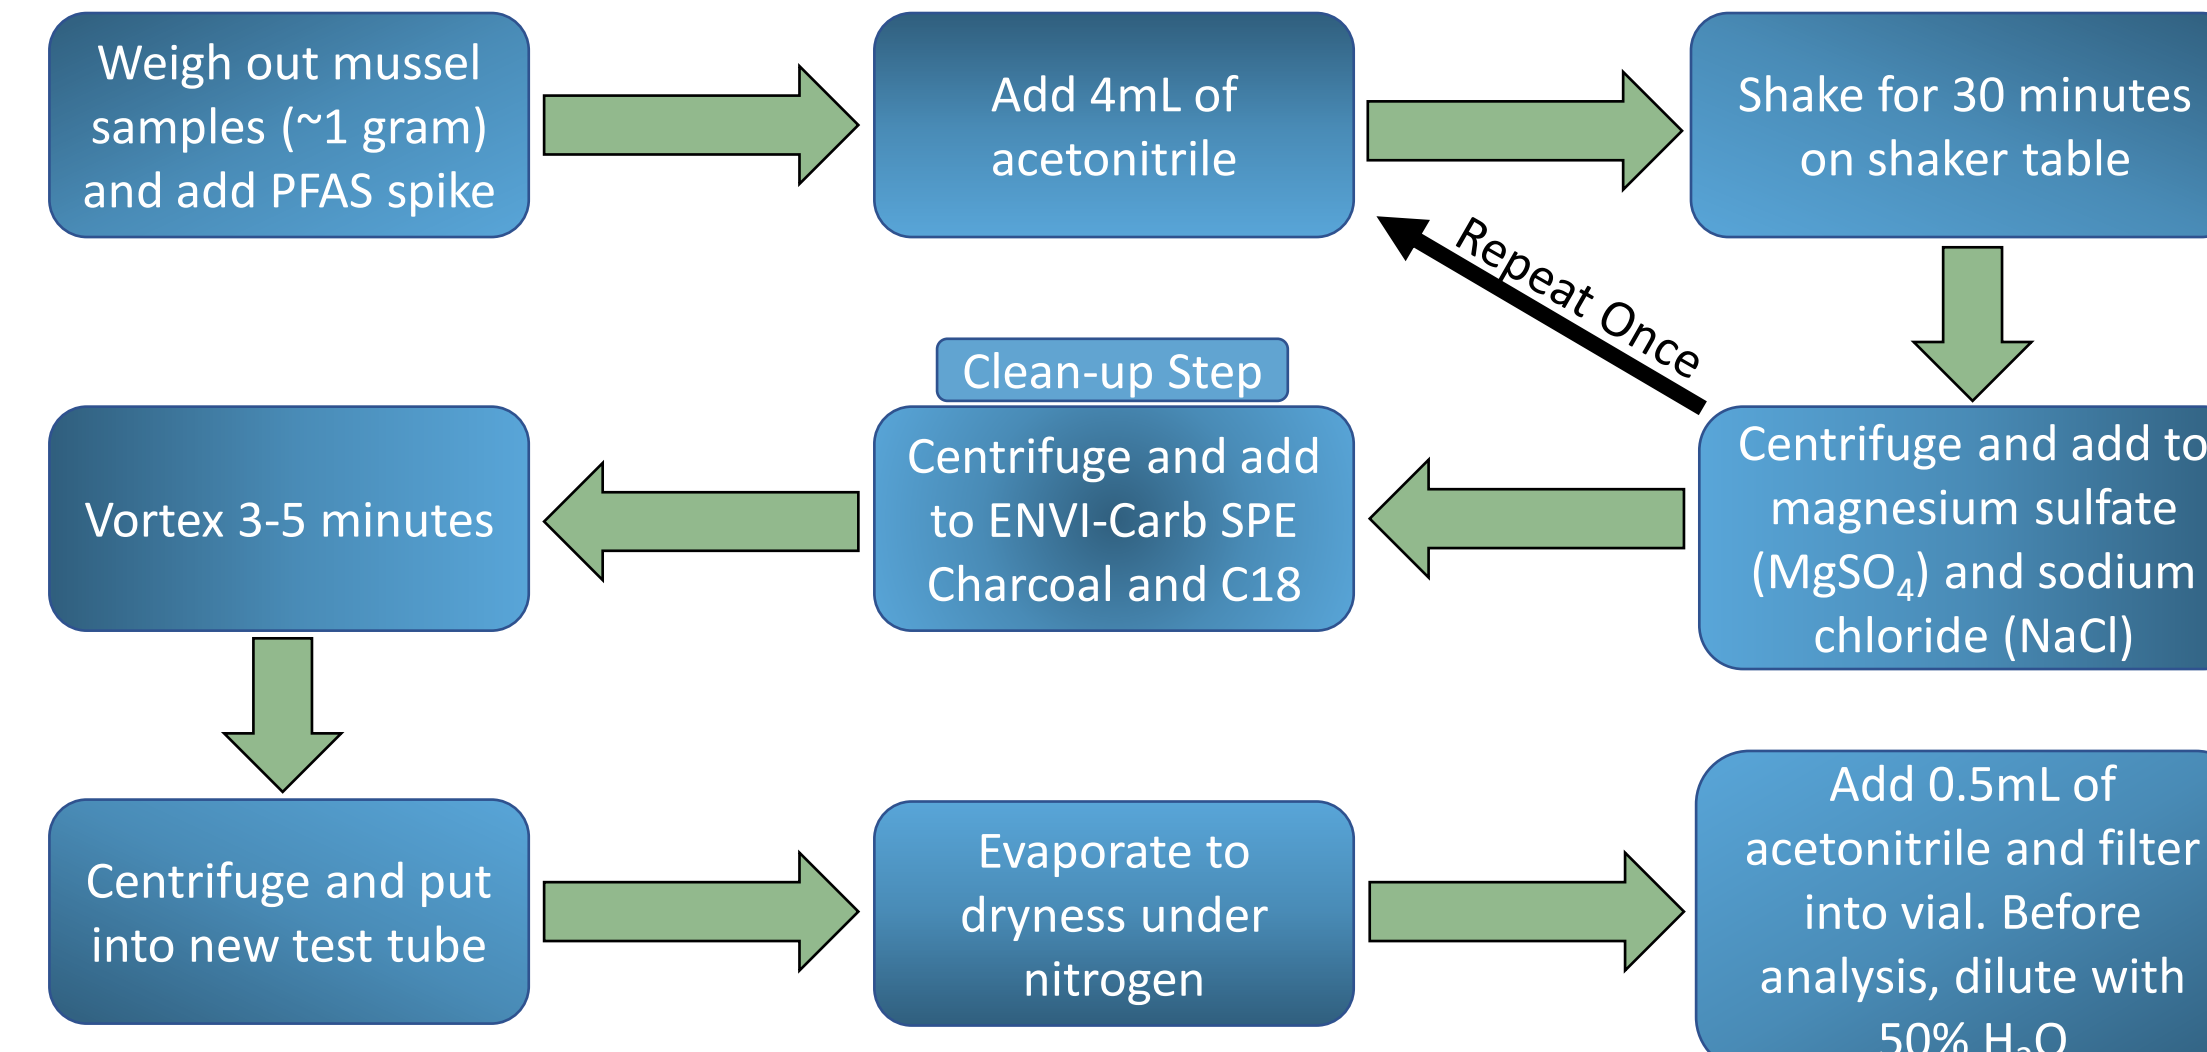 Weigh out mussel
samples (~1 gram)
and add PFAS spike
Add 4mL of
acetonitrile
Shake for 30 minutes
on shaker table
Repeat Once
Centrifuge and add to
magnesium sulfate
(MgSO₄) and sodium
chloride (NaCl)
Clean-up Step
Centrifuge and add
to ENVI-Carb SPE
Charcoal and C18
Vortex 3-5 minutes
Centrifuge and put
into new test tube
Evaporate to
dryness under
nitrogen
Add 0.5mL of
acetonitrile and filter
into vial. Before
analysis, dilute with
50% H₂O